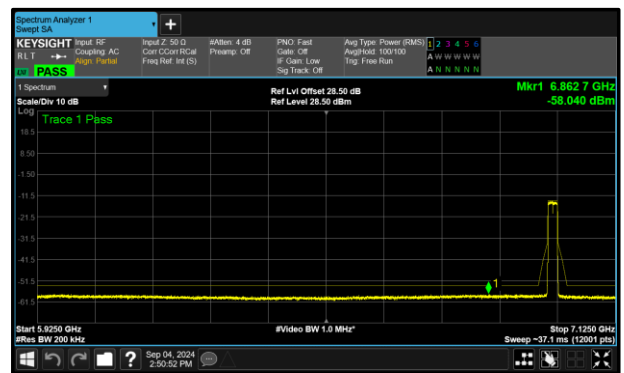 Spectrum Analyzer 1
Swept SA
+
KEYSIGHT
RLT
PASS
Input: RF
Coupling: AC
Align: Partial
Input Z: 50 Ω
Corr CCorr RCal
Freq Ref: Int (S)
#Atten: 4 dB
Preamp: Off
PNO: Fast
Gate: Off
IF Gain: Low
Sig Track: Off
Avg Type: Power (RMS)
Avg|Hold: 100/100
Trig: Free Run
1 2 3 4 5 6
A W W W W W
A N N N N N
1 Spectrum
Scale/Div 10 dB
Ref Lvl Offset 28.50 dB
Ref Level 28.50 dBm
Mkr1 6.862 7 GHz
-58.040 dBm
Log
Trace 1 Pass
18.5
8.50
-1.50
-11.5
-21.5
-31.5
-41.5
-51.5
1
-61.5
Start 5.9250 GHz
#Video BW 1.0 MHz*
Stop 7.1250 GHz
#Res BW 200 kHz
Sweep ~37.1 ms (12001 pts)
?
Sep 04, 2024
2:50:52 PM